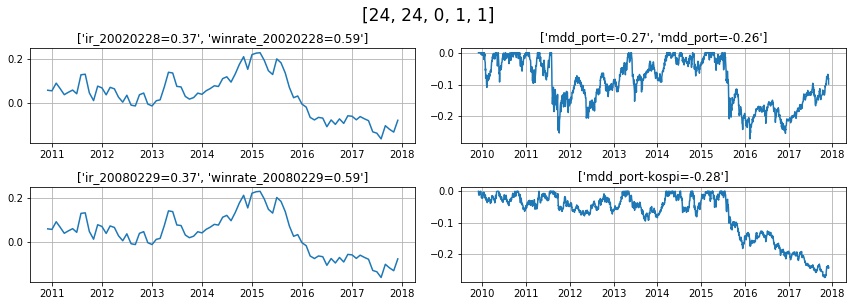 [24, 24, 0, 1, 1]
['ir_20020228=0.37', 'winrate_20020228=0.59']
0.2
0.0
2011 2012 2013 2014 2015 2016 2017 2018
['mdd_port=-0.27', 'mdd_port=-0.26']
0.0
−0.1
−0.2
2010 2011 2012 2013 2014 2015 2016 2017 2018
['ir_20080229=0.37', 'winrate_20080229=0.59']
0.2
0.0
2011 2012 2013 2014 2015 2016 2017 2018
['mdd_port-kospi=-0.28']
0.0
−0.1
−0.2
2010 2011 2012 2013 2014 2015 2016 2017 2018